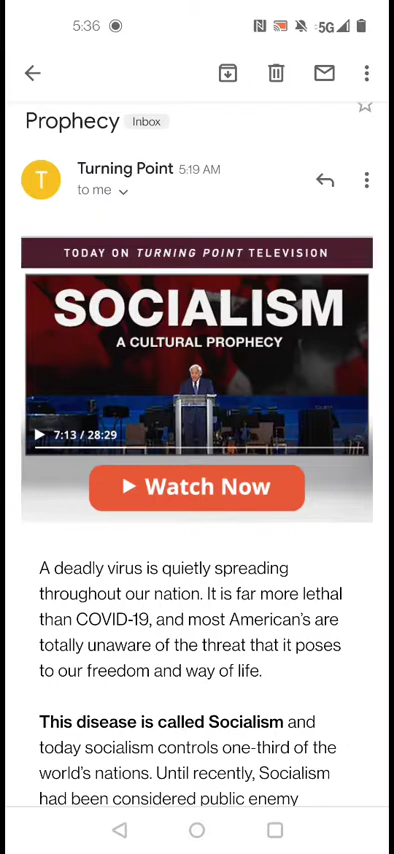 5:36
5G
Prophecy Inbox
T
Turning Point 5:19 AM
to me
TODAY ON TURNING POINT TELEVISION
SOCIALISM
A CULTURAL PROPHECY
7:13 / 28:29
Watch Now
A deadly virus is quietly spreading
throughout our nation. It is far more lethal
than COVID-19, and most American's are
totally unaware of the threat that it poses
to our freedom and way of life.
This disease is called Socialism and
today socialism controls one-third of the
world's nations. Until recently, Socialism
had been considered public enemy